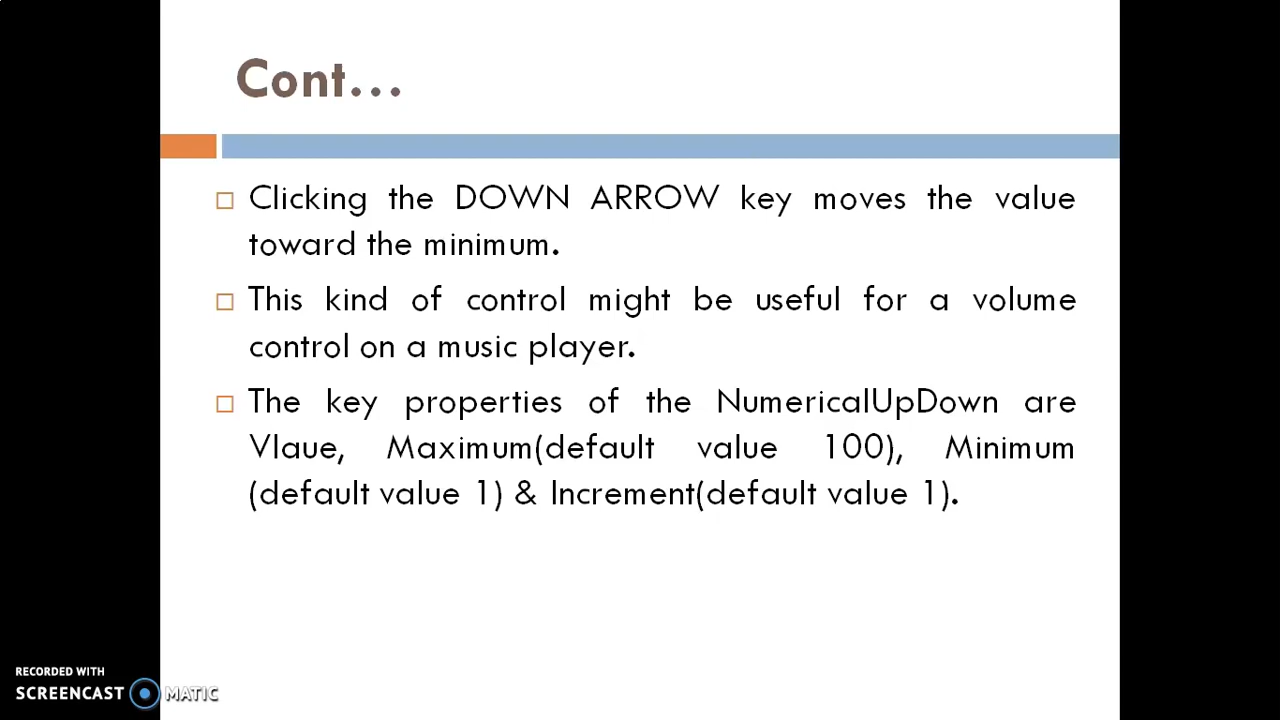 Cont...
Clicking the DOWN ARROW key moves the value
toward the minimum.
This kind of control might be useful for a volume
control on a music player.
The key properties of the NumericalUpDown are
Vlaue, Maximum(default value 100), Minimum
(default value 1) & Increment(default value 1).
RECORDED WITH
SCREENCAST MATIC